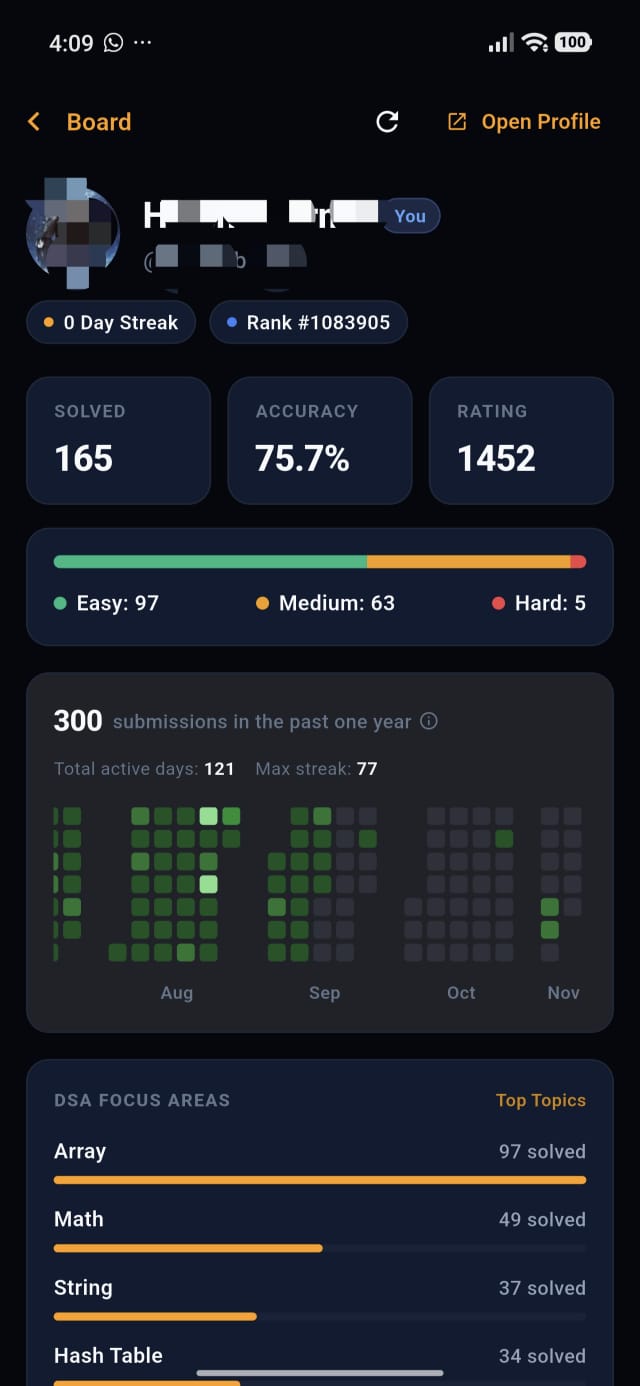 4:09 100
Board Open Profile
You
0 Day Streak Rank #1083905
SOLVED ACCURACY RATING
165 75.7% 1452
Easy: 97 Medium: 63 Hard: 5
300 submissions in the past one year
Total active days: 121 Max streak: 77
Aug Sep Oct Nov
DSA FOCUS AREAS Top Topics
Array 97 solved
Math 49 solved
String 37 solved
Hash Table 34 solved